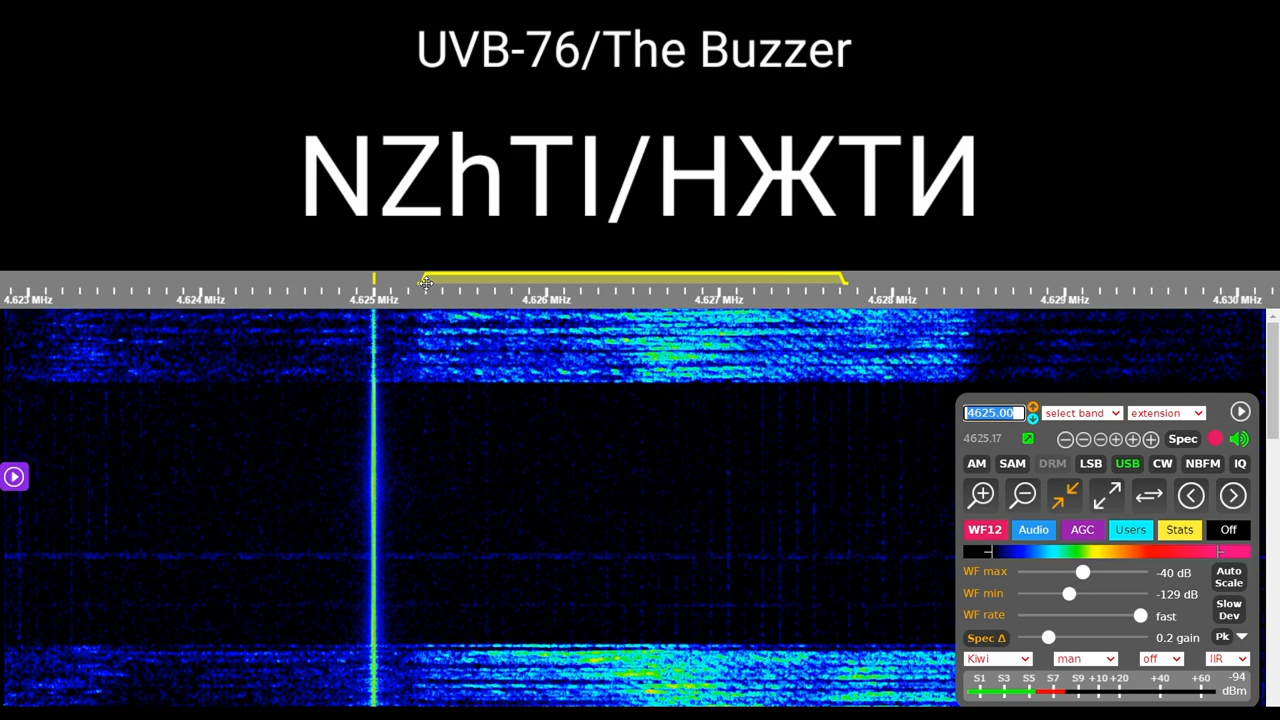 UVB-76/The Buzzer
NZhTI/НЖТИ
4.623 MHz 4.624 MHz 4.625 MHz 4.626 MHz 4.627 MHz 4.628 MHz 4.629 MHz 4.630 MHz
4625.00 select band extension
4625.17 Spec
AM SAM DRM LSB USB CW NBFM IQ
WF12 Audio AGC Users Stats Off
WF max -40 dB Auto Scale
WF min -129 dB
WF rate fast Slow Dev
Spec Δ 0.2 gain Pk
Kiwi man off IIR
S1 S3 S5 S7 S9 +10 +20 +40 +60 -94 dBm